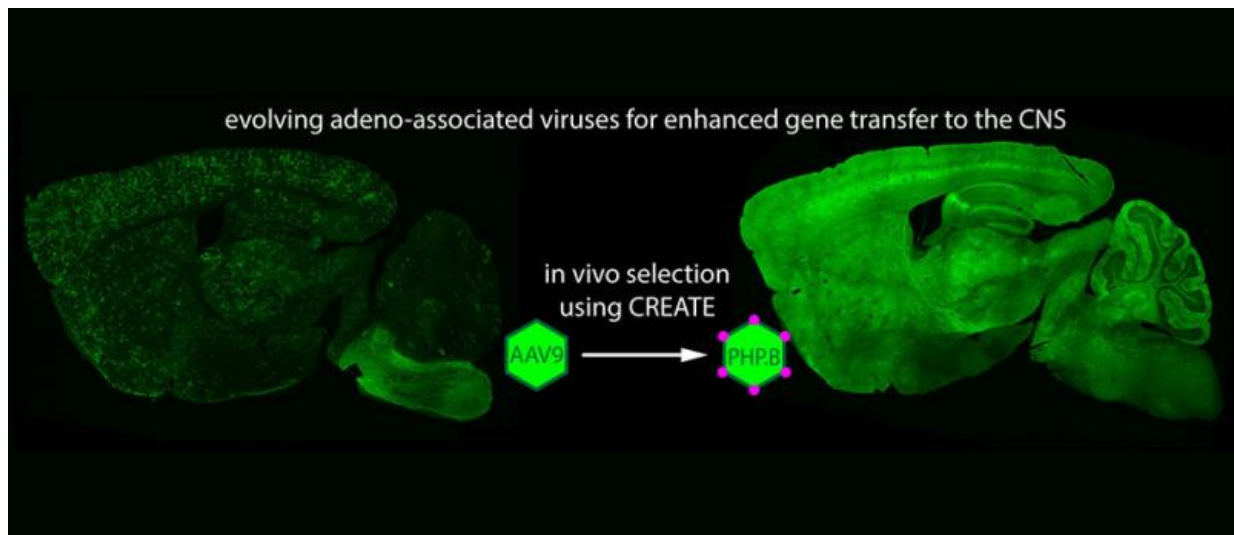 evolving adeno-associated viruses for enhanced gene transfer to the CNS
in vivo selection
using CREATE
AAV9
PHP.B